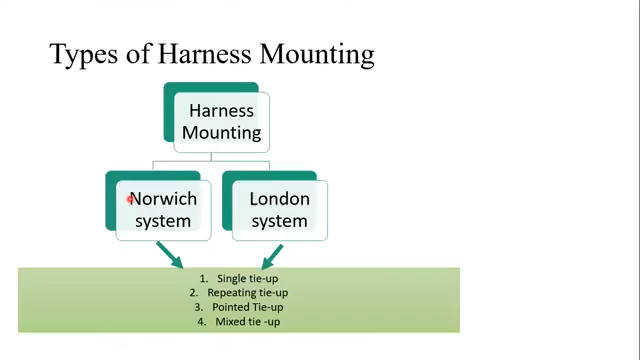 Types of Harness Mounting
Harness
Mounting
Norwich
system
London
system
1. Single tie-up
2. Repeating tie-up
3. Pointed Tie-up
4. Mixed tie -up